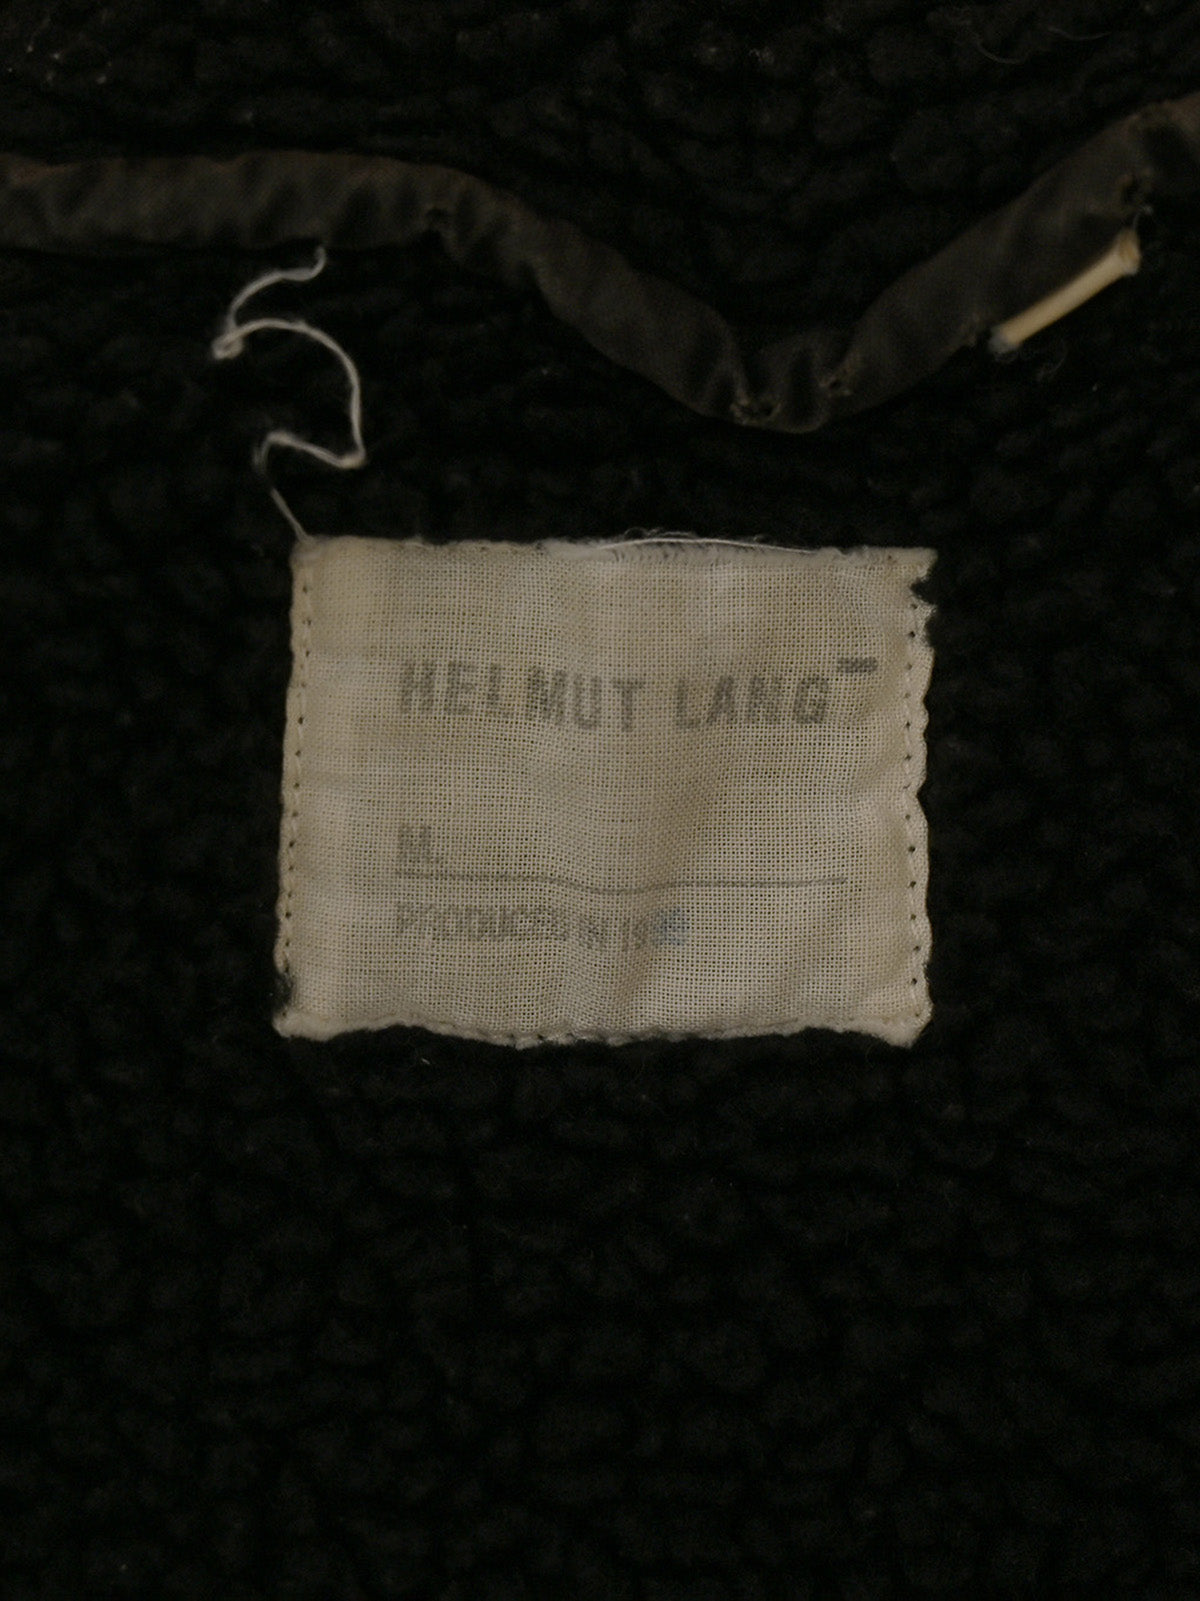 HELMUT LANG
M.
PRODUCED IN